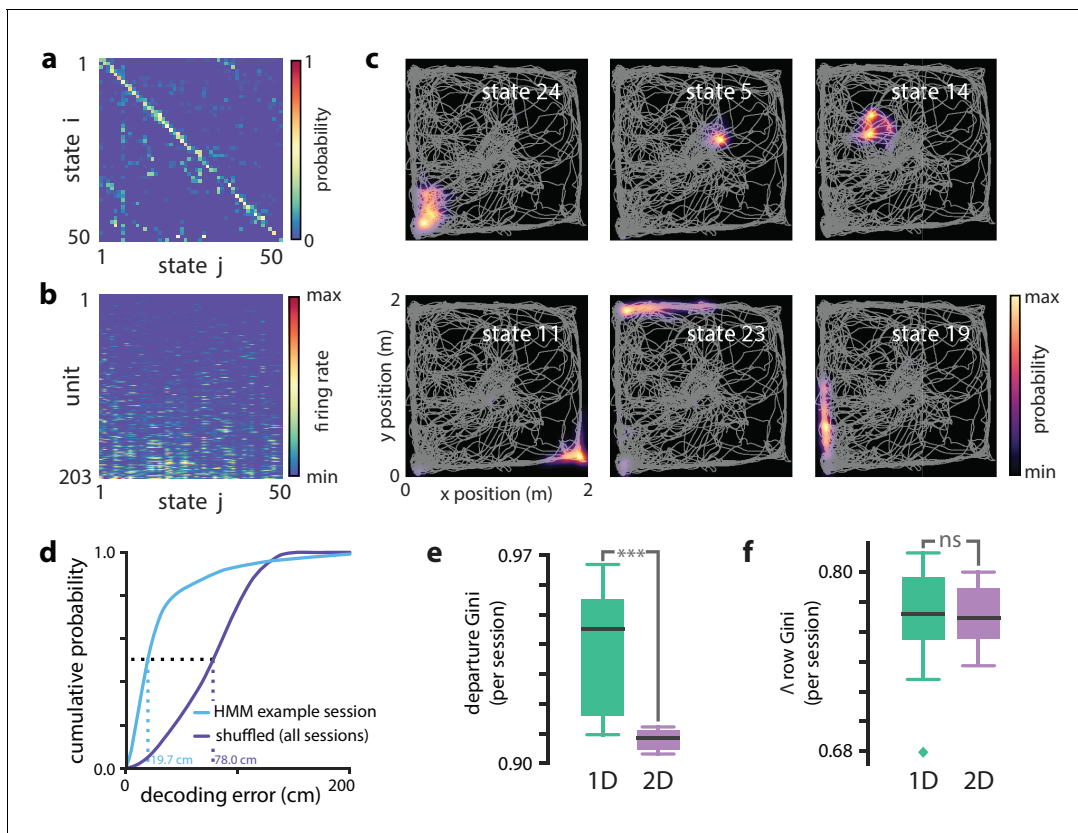 a
1
state i
50
1
state j
50
1
probability
0
b
1
unit
203
1
state j
50
max
firing rate
min
c
state 24
state 5
state 14
state 11
state 23
state 19
2
y position (m)
0
0
x position (m)
2
max
probability
min
d
1.0
cumulative probability
0.0
HMM example session
shuffled (all sessions)
19.7 cm
78.0 cm
0
decoding error (cm)
200
e
0.97
departure Gini
(per session)
0.90
***
1D
2D
f
ns
0.80
Λ row Gini
(per session)
0.68
1D
2D